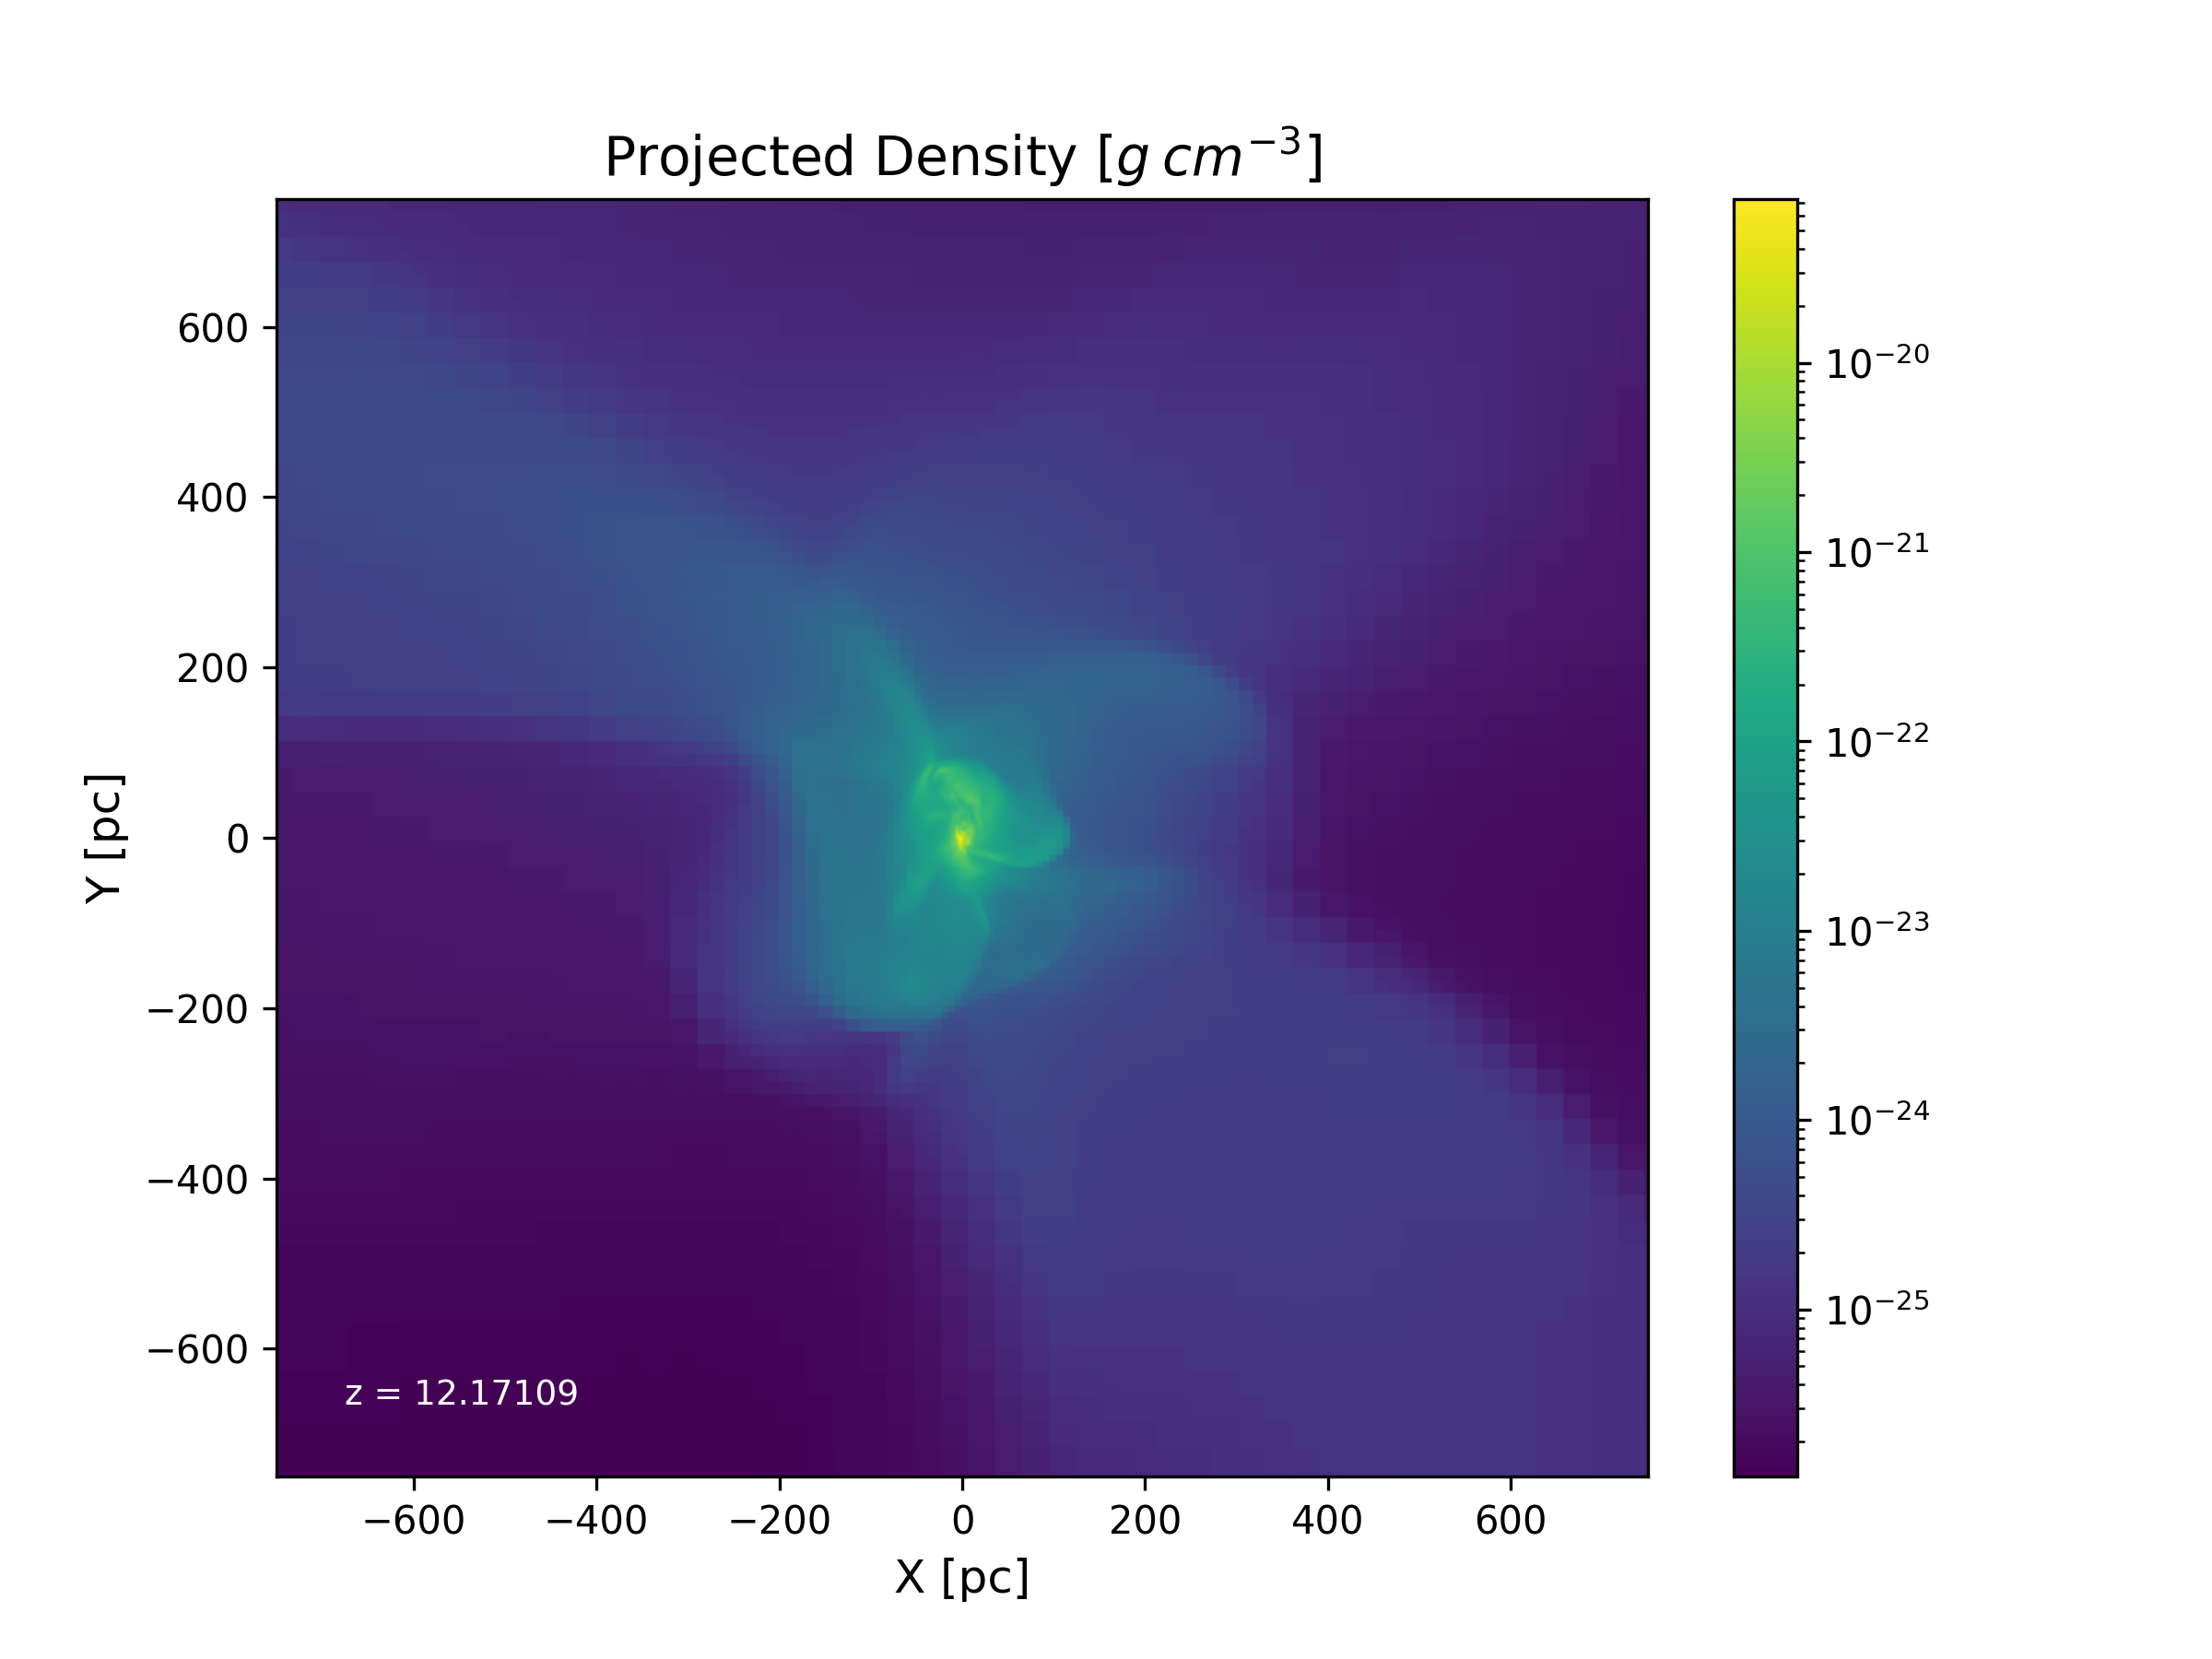 Projected Density [g cm⁻³]
600
400
200
0
−200
−400
−600
Y [pc]
z = 12.17109
−600 −400 −200 0 200 400 600
X [pc]
10⁻²⁰
10⁻²¹
10⁻²²
10⁻²³
10⁻²⁴
10⁻²⁵